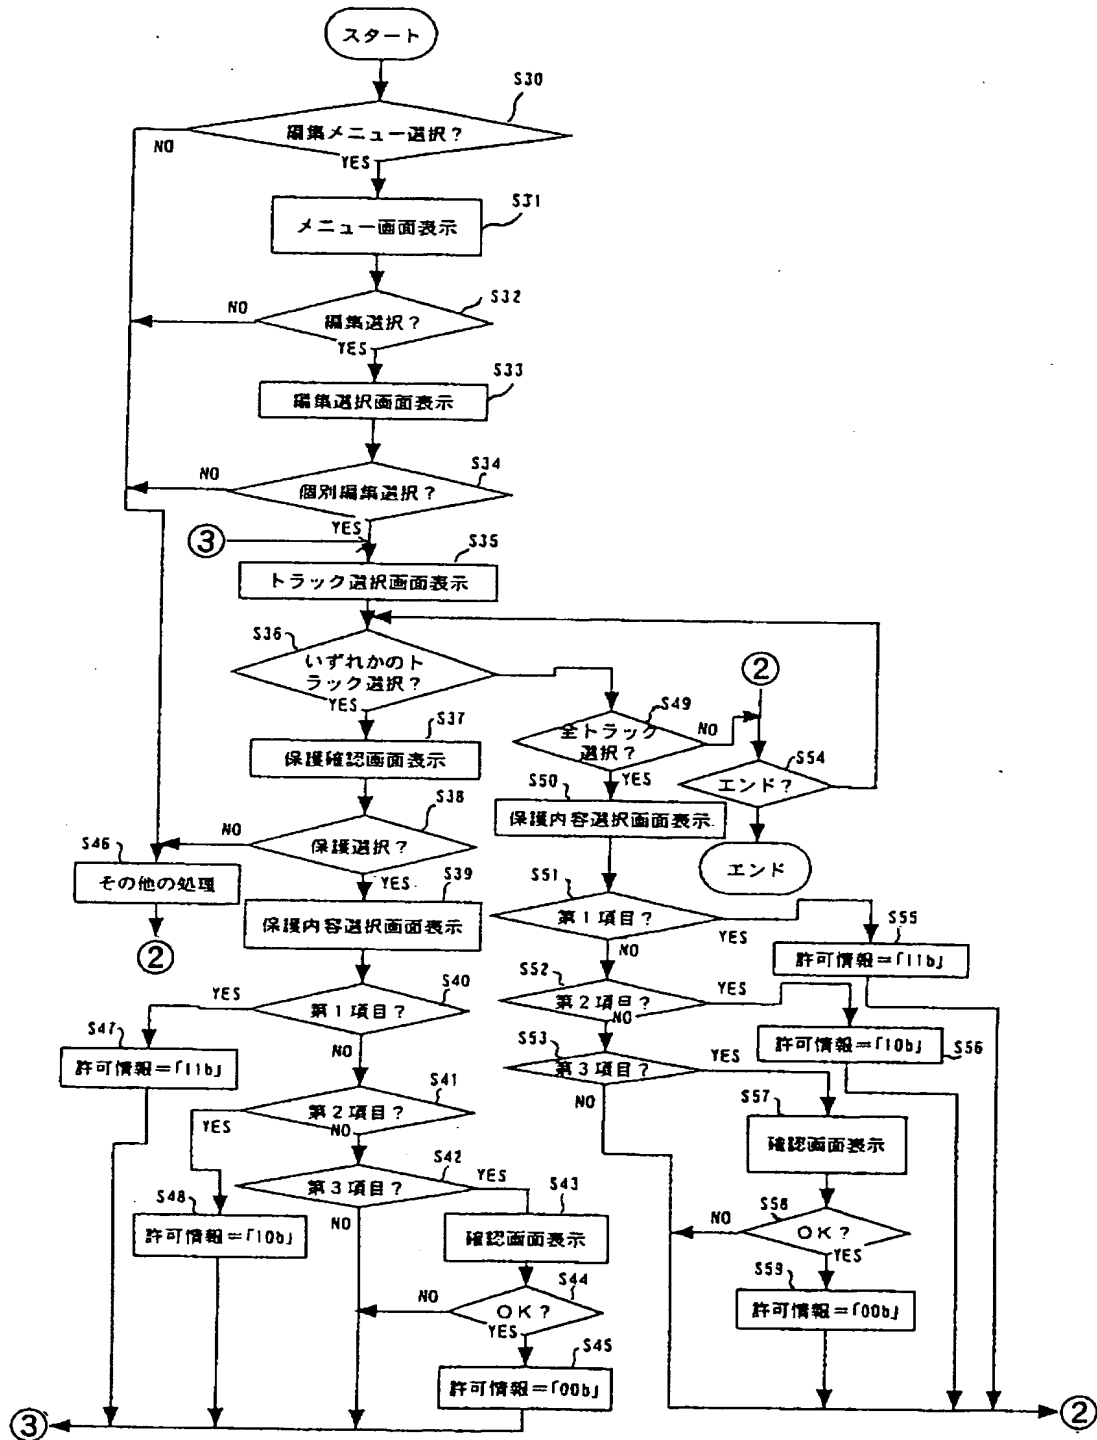 スタート
S30
編集メニュー選択?
NO
YES
S31
メニュー画面表示
S32
編集選択?
NO
YES
S33
編集選択画面表示
S34
個別編集選択?
NO
YES
③
S35
トラック選択画面表示
S36
いずれかのト
ラック選択?
YES
S37
保護確認画面表示
S38
保護選択?
NO
YES
S46
その他の処理
②
S39
保護内容選択画面表示
S40
第1項目?
YES
NO
S47
許可情報=「11b」
S41
第2項目?
YES
NO
S48
許可情報=「10b」
S42
第3項目?
YES
NO
S43
確認画面表示
S44
OK?
NO
YES
S45
許可情報=「00b」
③
②
S49
全トラック
選択?
NO
YES
S54
エンド?
エンド
S50
保護内容選択画面表示
S51
第1項目?
YES
NO
S55
許可情報=「11b」
S52
第2項目?
YES
NO
許可情報=「10b」
S56
S53
第3項目?
YES
NO
S57
確認画面表示
S58
OK?
NO
YES
S59
許可情報=「00b」
②